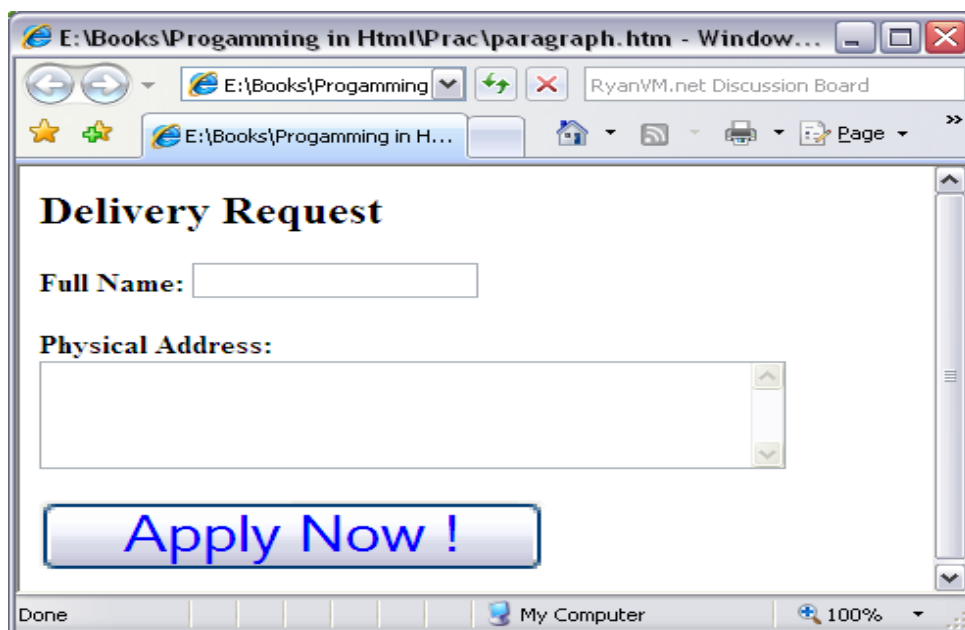 E:\Books\Progamming in Html\Prac\paragraph.htm - Window...
E:\Books\Progamming
RyanVM.net Discussion Board
E:\Books\Progamming in H...
Page
»
Delivery Request
Full Name:
Physical Address:
Apply Now !
Done
My Computer
100%